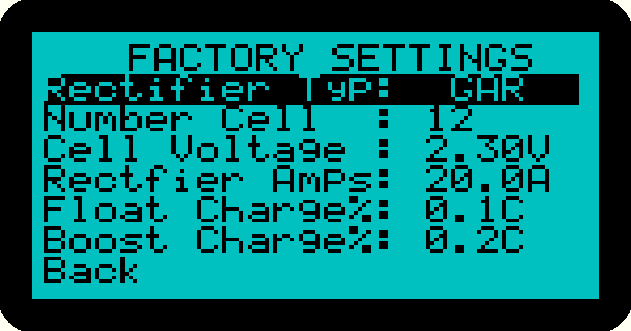 FACTORY SETTINGS
Rectifier Typ: GAR
Number Cell : 12
Cell Voltage : 2.30V
Rectfier Amps: 20.0A
Float Charge%: 0.1C
Boost Charge%: 0.2C
Back